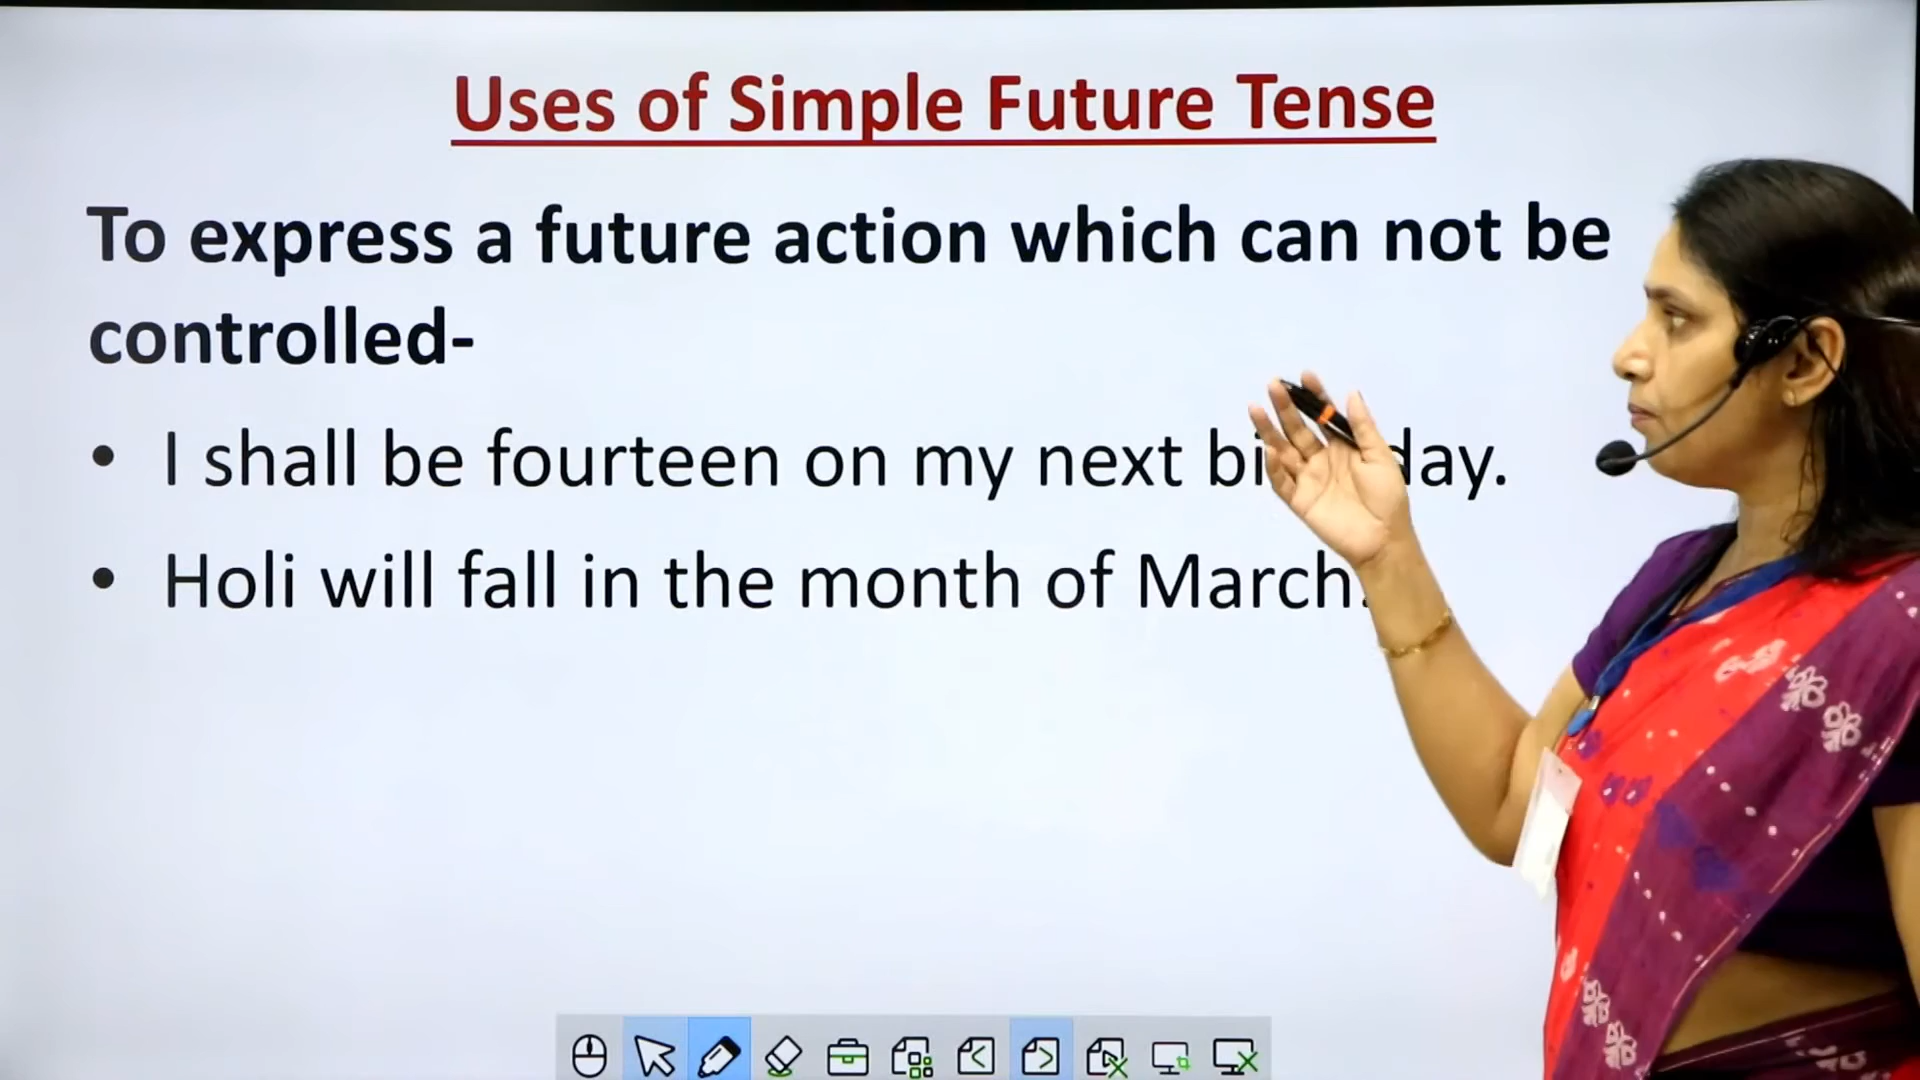 Uses of Simple Future Tense
To express a future action which can not be
controlled-
• I shall be fourteen on my next day.
• Holi will fall in the month of March.